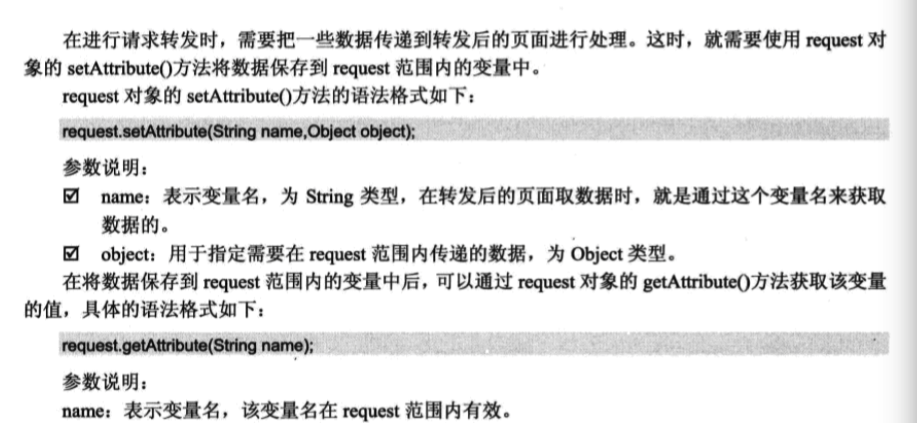 在进行请求转发时，需要把一些数据传递到转发后的页面进行处理。这时，就需要使用 request 对
象的 setAttribute()方法将数据保存到 request 范围内的变量中。
request 对象的 setAttribute()方法的语法格式如下：
request.setAttribute(String name,Object object);
参数说明：
☑ name：表示变量名，为 String 类型，在转发后的页面取数据时，就是通过这个变量名来获取
数据的。
☑ object：用于指定需要在 request 范围内传递的数据，为 Object 类型。
在将数据保存到 request 范围内的变量中后，可以通过 request 对象的 getAttribute()方法获取该变量
的值，具体的语法格式如下：
request.getAttribute(String name);
参数说明：
name：表示变量名，该变量名在 request 范围内有效。